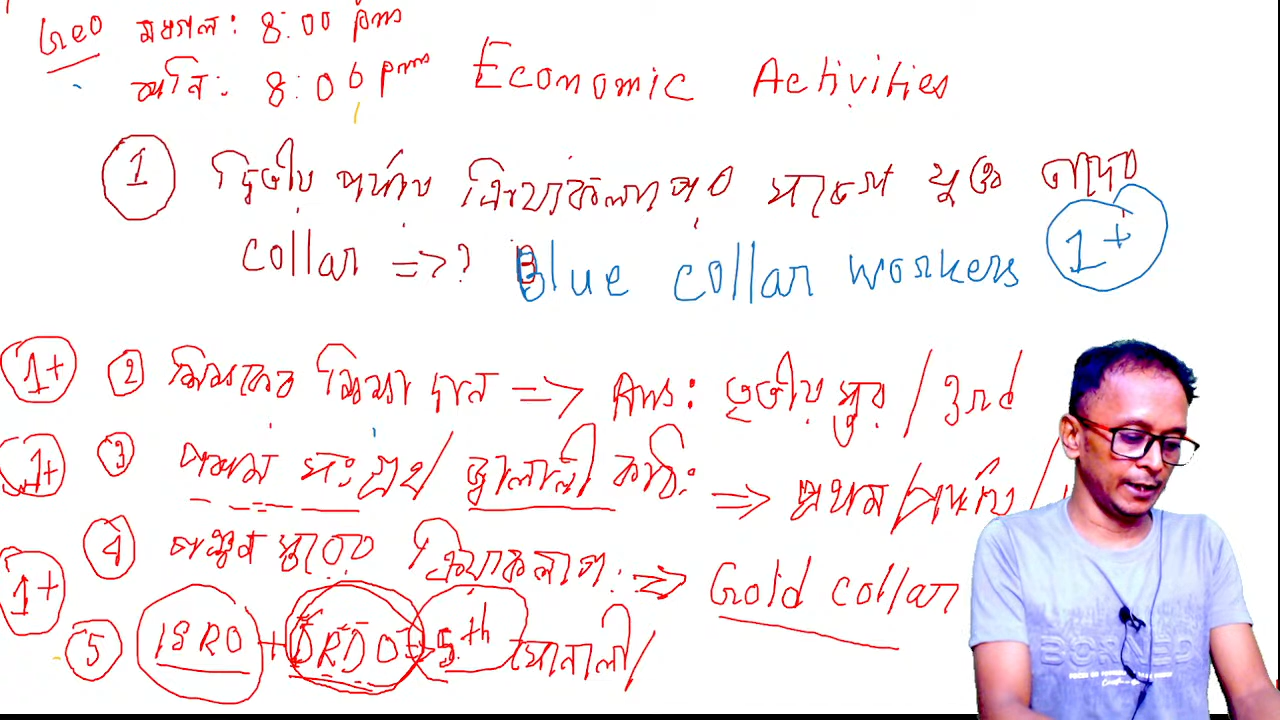 Geo মঙ্গল: 8:00 pm
শনি: 8:00 pm
Economic Activities
① দ্বিতীয় পর্যায় ক্রিয়াকলাপের সঙ্গে যুক্ত তাদের
collar => ? Blue collar workers 1+
1+ ② শিক্ষকের শিক্ষা দান => Ans: তৃতীয় স্তর / 3rd
1+ ③ সংগ্রহ/ জ্বালানী => প্রথম/পর্যায়/
1+ ④ পঞ্চম স্তরের ক্রিয়াকলাপ: => Gold collar
⑤ ISRO + DRDO => 5th সোনালী/
BORNED